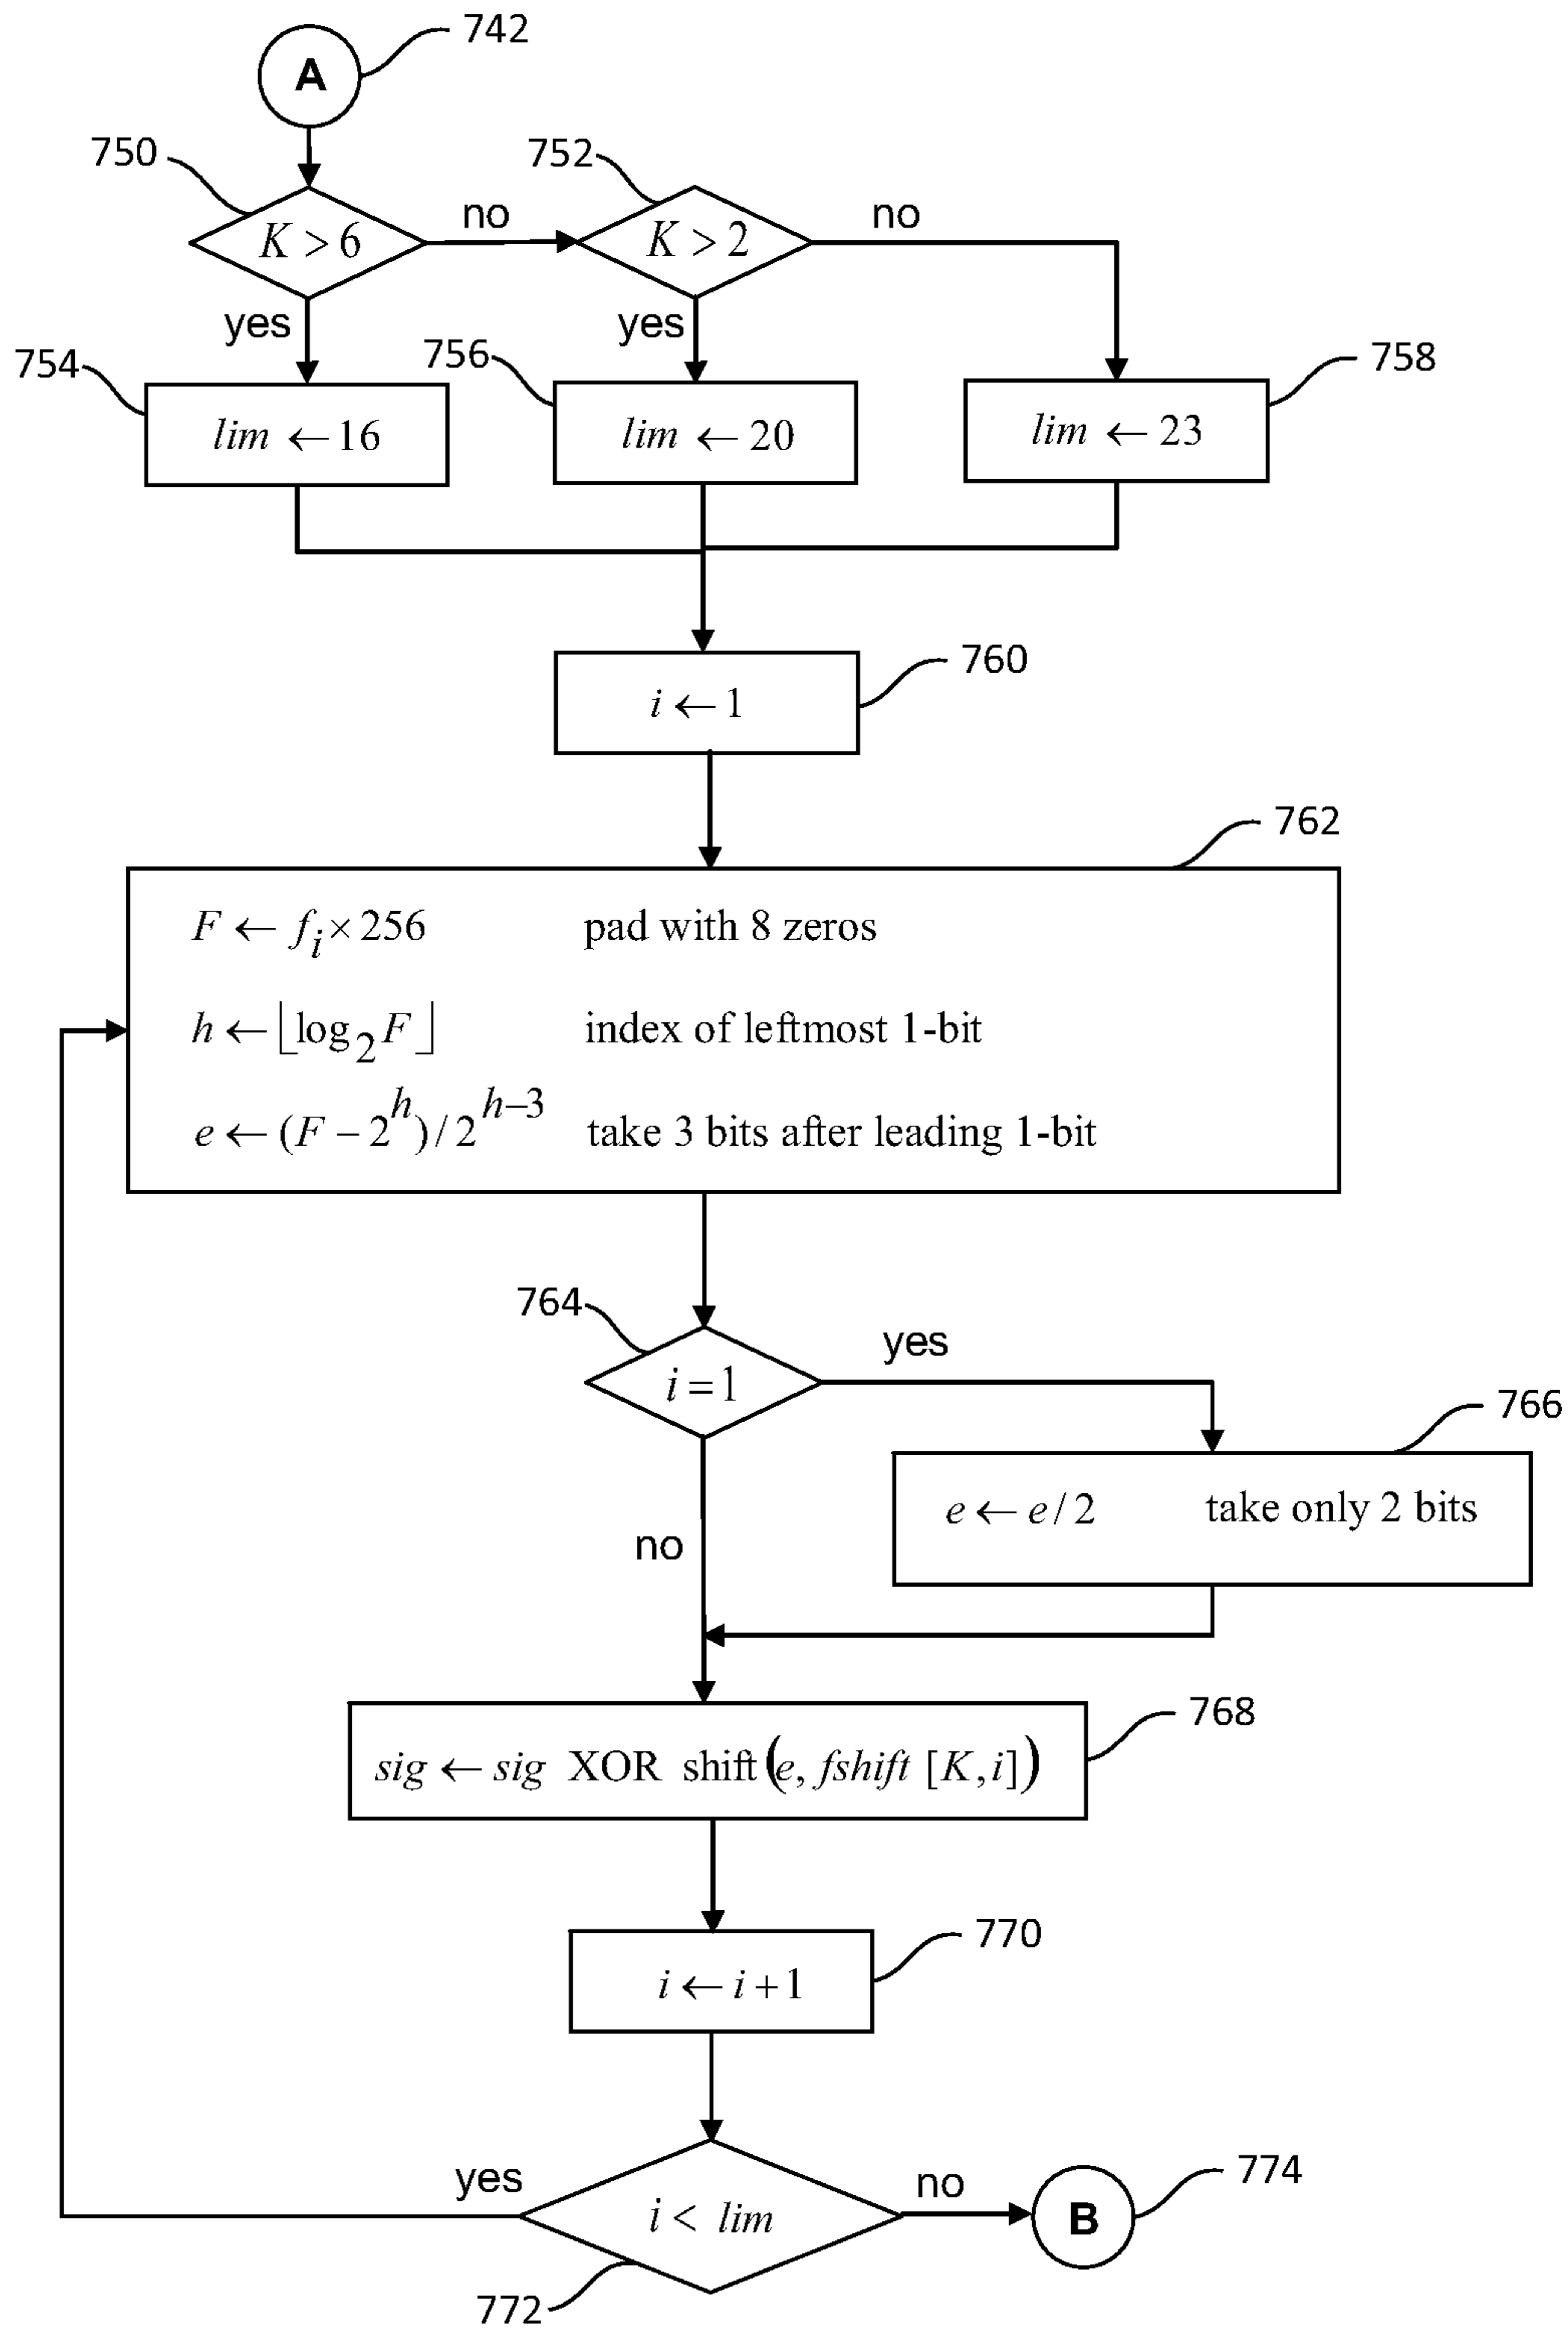 A
742
750
752
K > 6
no
K > 2
no
yes
yes
754
756
758
lim ← 16
lim ← 20
lim ← 23
760
i ← 1
762
F ← f_i × 256 pad with 8 zeros
h ← ⌊log_2 F⌋ index of leftmost 1-bit
e ← (F − 2^h) / 2^{h−3} take 3 bits after leading 1-bit
764
i = 1
yes
766
e ← e / 2 take only 2 bits
no
768
sig ← sig XOR shift(e, fshift [K, i])
770
i ← i + 1
yes
i < lim
no
B
774
772